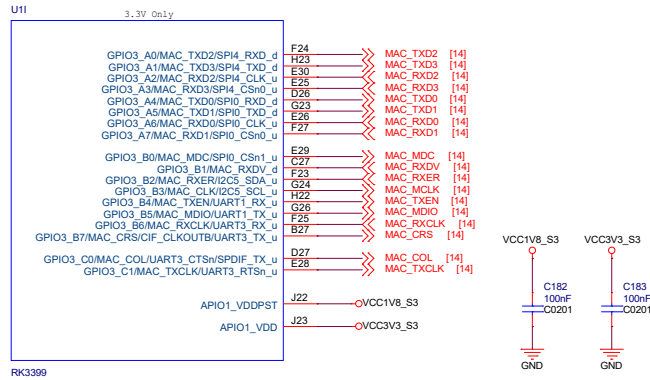 U1I
3.3V Only
GPIO3_A0/MAC_TXD2/SPI4_RXD_d F24 MAC_TXD2 [14]
GPIO3_A1/MAC_TXD3/SPI4_TXD_d H23 MAC_TXD3 [14]
GPIO3_A2/MAC_RXD2/SPI4_CLK_u E30 MAC_RXD2 [14]
GPIO3_A3/MAC_RXD3/SPI4_CSn0_u E25 MAC_RXD3 [14]
GPIO3_A4/MAC_TXD0/SPI0_RXD_d D26 MAC_TXD0 [14]
GPIO3_A5/MAC_TXD1/SPI0_TXD_d G23 MAC_TXD1 [14]
GPIO3_A6/MAC_RXD0/SPI0_CLK_u E26 MAC_RXD0 [14]
GPIO3_A7/MAC_RXD1/SPI0_CSn0_u F27 MAC_RXD1 [14]
GPIO3_B0/MAC_MDC/SPI0_CSn1_u E29 MAC_MDC [14]
GPIO3_B1/MAC_RXDV_d C27 MAC_RXDV [14]
GPIO3_B2/MAC_RXER/I2C5_SDA_u F23 MAC_RXER [14]
GPIO3_B3/MAC_CLK/I2C5_SCL_u G24 MAC_MCLK [14]
GPIO3_B4/MAC_TXEN/UART1_RX_u H22 MAC_TXEN [14]
GPIO3_B5/MAC_MDIO/UART1_TX_u G26 MAC_MDIO [14]
GPIO3_B6/MAC_RXCLK/UART3_RX_u F25 MAC_RXCLK [14]
GPIO3_B7/MAC_CRS/CIF_CLKOUTB/UART3_TX_u B27 MAC_CRS [14]
GPIO3_C0/MAC_COL/UART3_CTSn/SPDIF_TX_u D27 MAC_COL [14]
GPIO3_C1/MAC_TXCLK/UART3_RTSn_u E28 MAC_TXCLK [14]
APIO1_VDDPST J22 VCC1V8_S3
APIO1_VDD J23 VCC3V3_S3
RK3399
VCC1V8_S3 VCC3V3_S3
C182 C183
100nF 100nF
C0201 C0201
GND GND